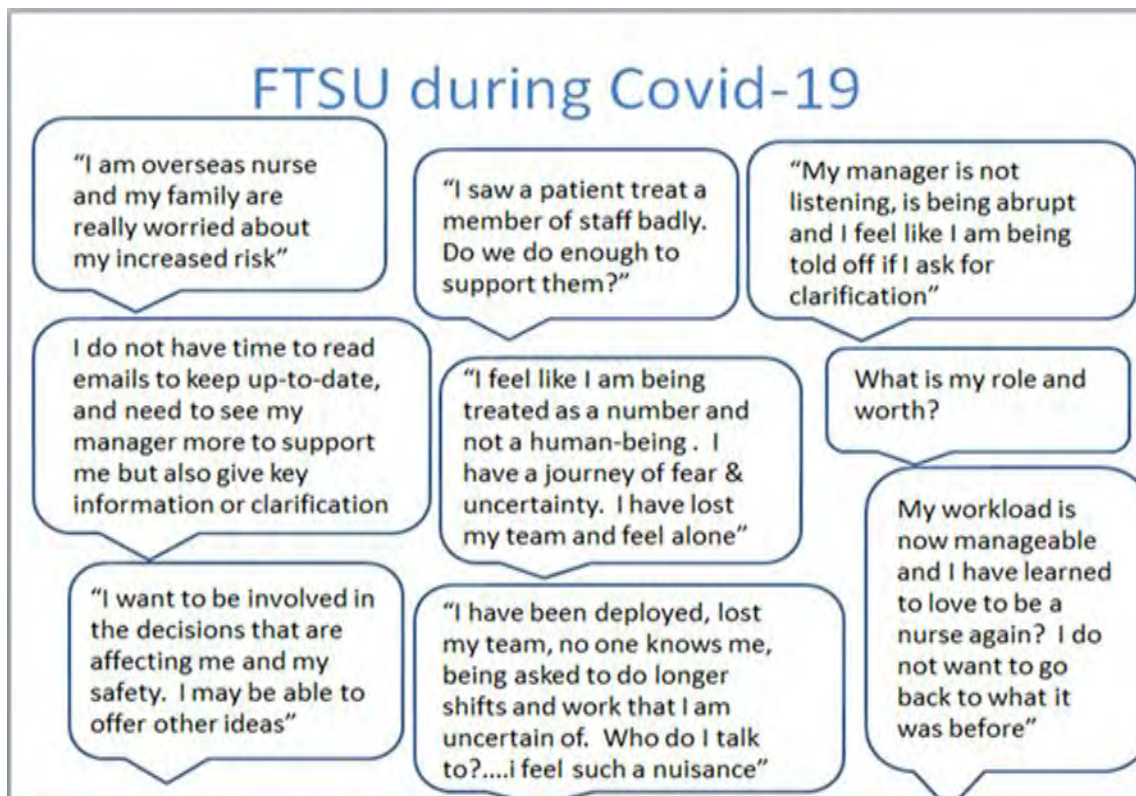 FTSU during Covid-19
“I am overseas nurse
and my family are
really worried about
my increased risk”
“I saw a patient treat a
member of staff badly.
Do we do enough to
support them?”
“My manager is not
listening, is being abrupt
and I feel like I am being
told off if I ask for
clarification”
I do not have time to read
emails to keep up-to-date,
and need to see my
manager more to support
me but also give key
information or clarification
“I feel like I am being
treated as a number and
not a human-being .  I
have a journey of fear &
uncertainty.  I have lost
my team and feel alone”
What is my role and
worth?
My workload is
now manageable
and I have learned
to love to be a
nurse again?  I do
not want to go
back to what it
was before”
“I want to be involved in
the decisions that are
affecting me and my
safety.  I may be able to
offer other ideas”
“I have been deployed, lost
my team, no one knows me,
being asked to do longer
shifts and work that I am
uncertain of.  Who do I talk
to?....i feel such a nuisance”